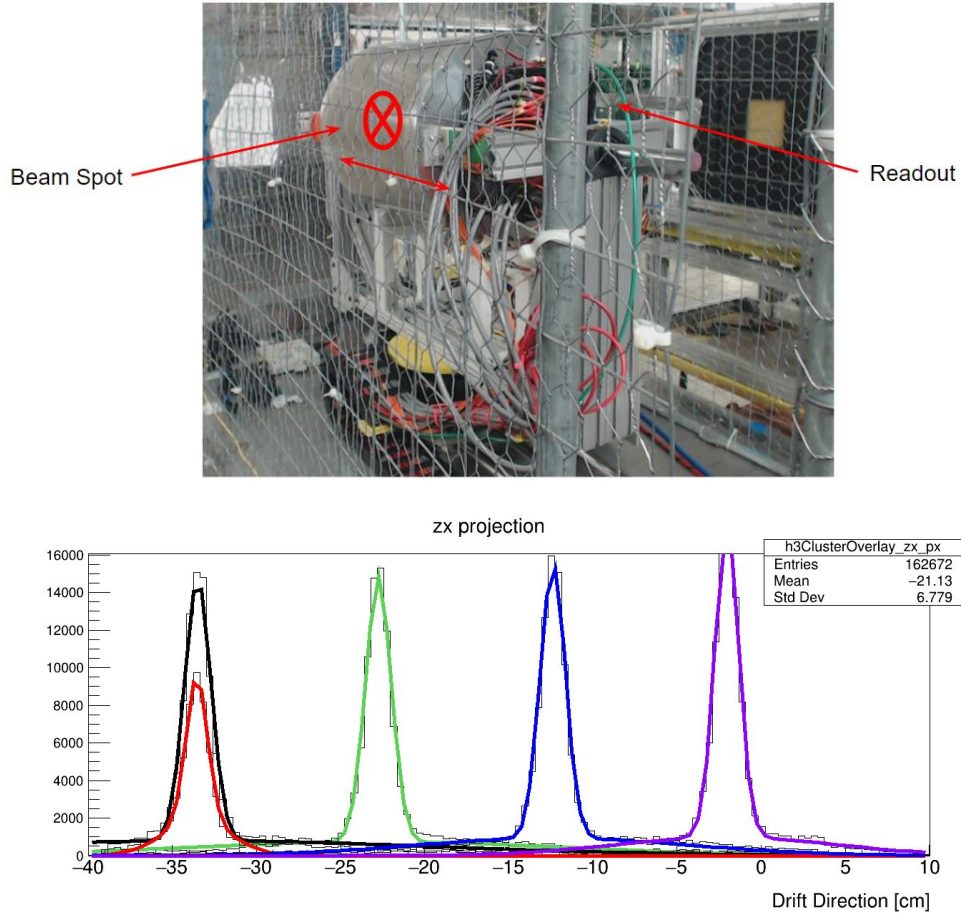 Beam Spot
Readout
zx projection
h3ClusterOverlay_zx_px
Entries 162672
Mean −21.13
Std Dev 6.779
16000
14000
12000
10000
8000
6000
4000
2000
0
−40 −35 −30 −25 −20 −15 −10 −5 0 5 10
Drift Direction [cm]